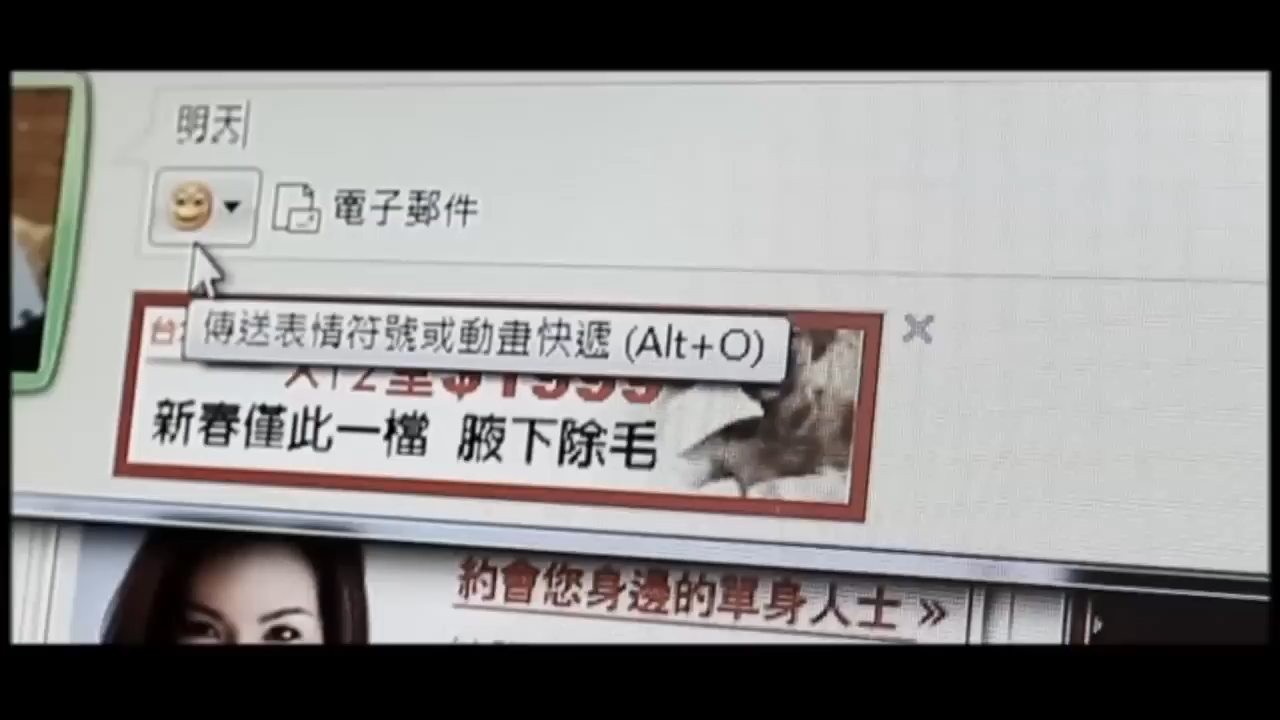 明天
電子郵件
傳送表情符號或動畫快遞 (Alt+O)
新春僅此一檔 腋下除毛
約會您身邊的單身人士 »